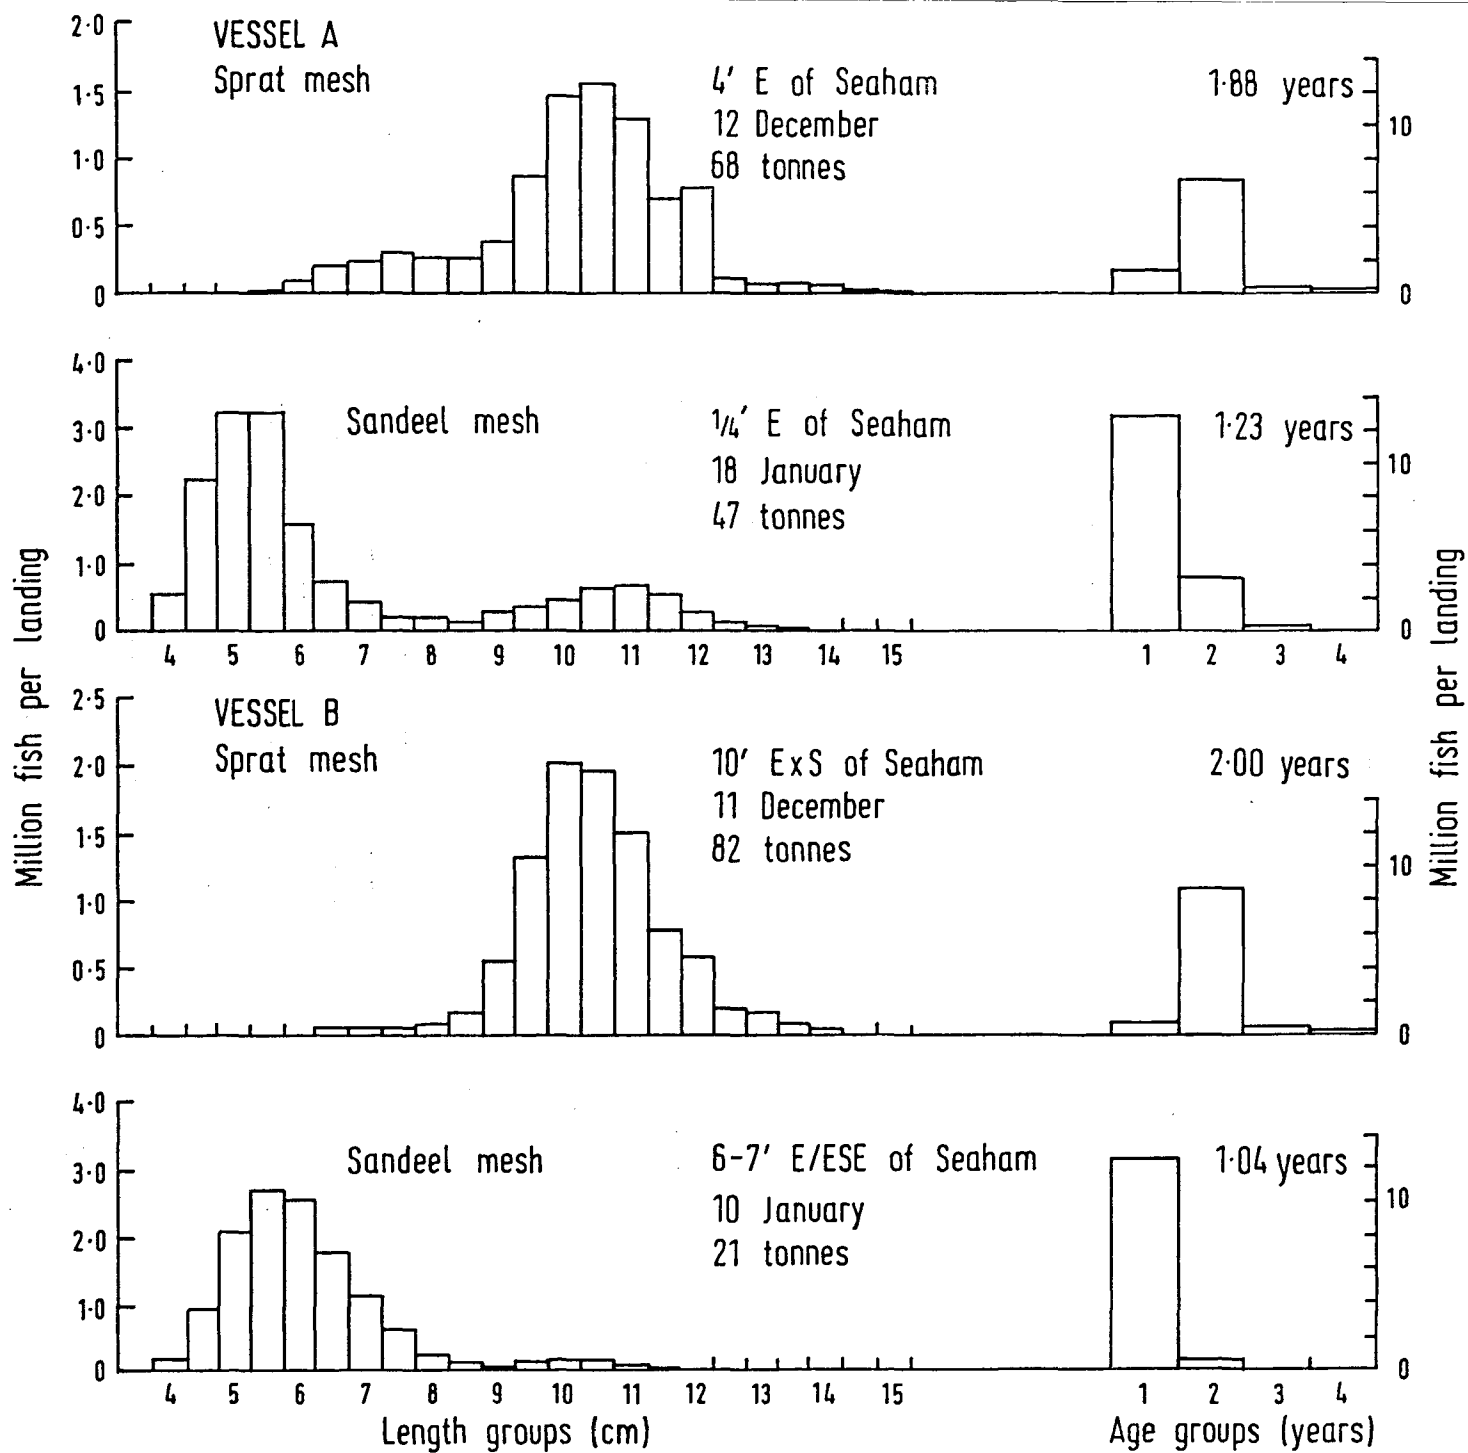 VESSEL A
Sprat mesh
4' E of Seaham
12 December
68 tonnes
1·88 years
2·0
1·5
1·0
0·5
0
10
0
Sandeel mesh
1/4' E of Seaham
18 January
47 tonnes
1·23 years
4·0
3·0
2·0
1·0
0
10
0
4 5 6 7 8 9 10 11 12 13 14 15
1 2 3 4
VESSEL B
Sprat mesh
10' ExS of Seaham
11 December
82 tonnes
2·00 years
2·5
2·0
1·5
1·0
0·5
0
10
0
Sandeel mesh
6-7' E/ESE of Seaham
10 January
21 tonnes
1·04 years
4·0
3·0
2·0
1·0
0
10
0
4 5 6 7 8 9 10 11 12 13 14 15
1 2 3 4
Length groups (cm)
Age groups (years)
Million fish per landing
Million fish per landing